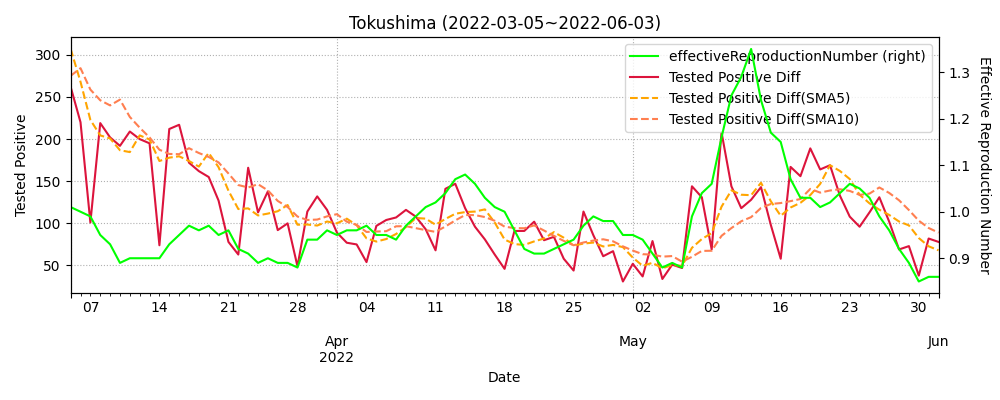 Tokushima (2022-03-05~2022-06-03)
effectiveReproductionNumber (right)
Tested Positive Diff
Tested Positive Diff(SMA5)
Tested Positive Diff(SMA10)
Tested Positive
300
250
200
150
100
50
Effective Reproduction Number
1.3
1.2
1.1
1.0
0.9
07 14 21 28 04 11 18 25 02 09 16 23 30
Apr May Jun
2022
Date